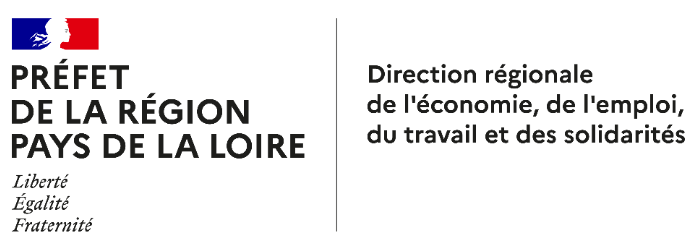 PRÉFET
DE LA RÉGION
PAYS DE LA LOIRE
Liberté
Égalité
Fraternité
Direction régionale
de l'économie, de l'emploi,
du travail et des solidarités